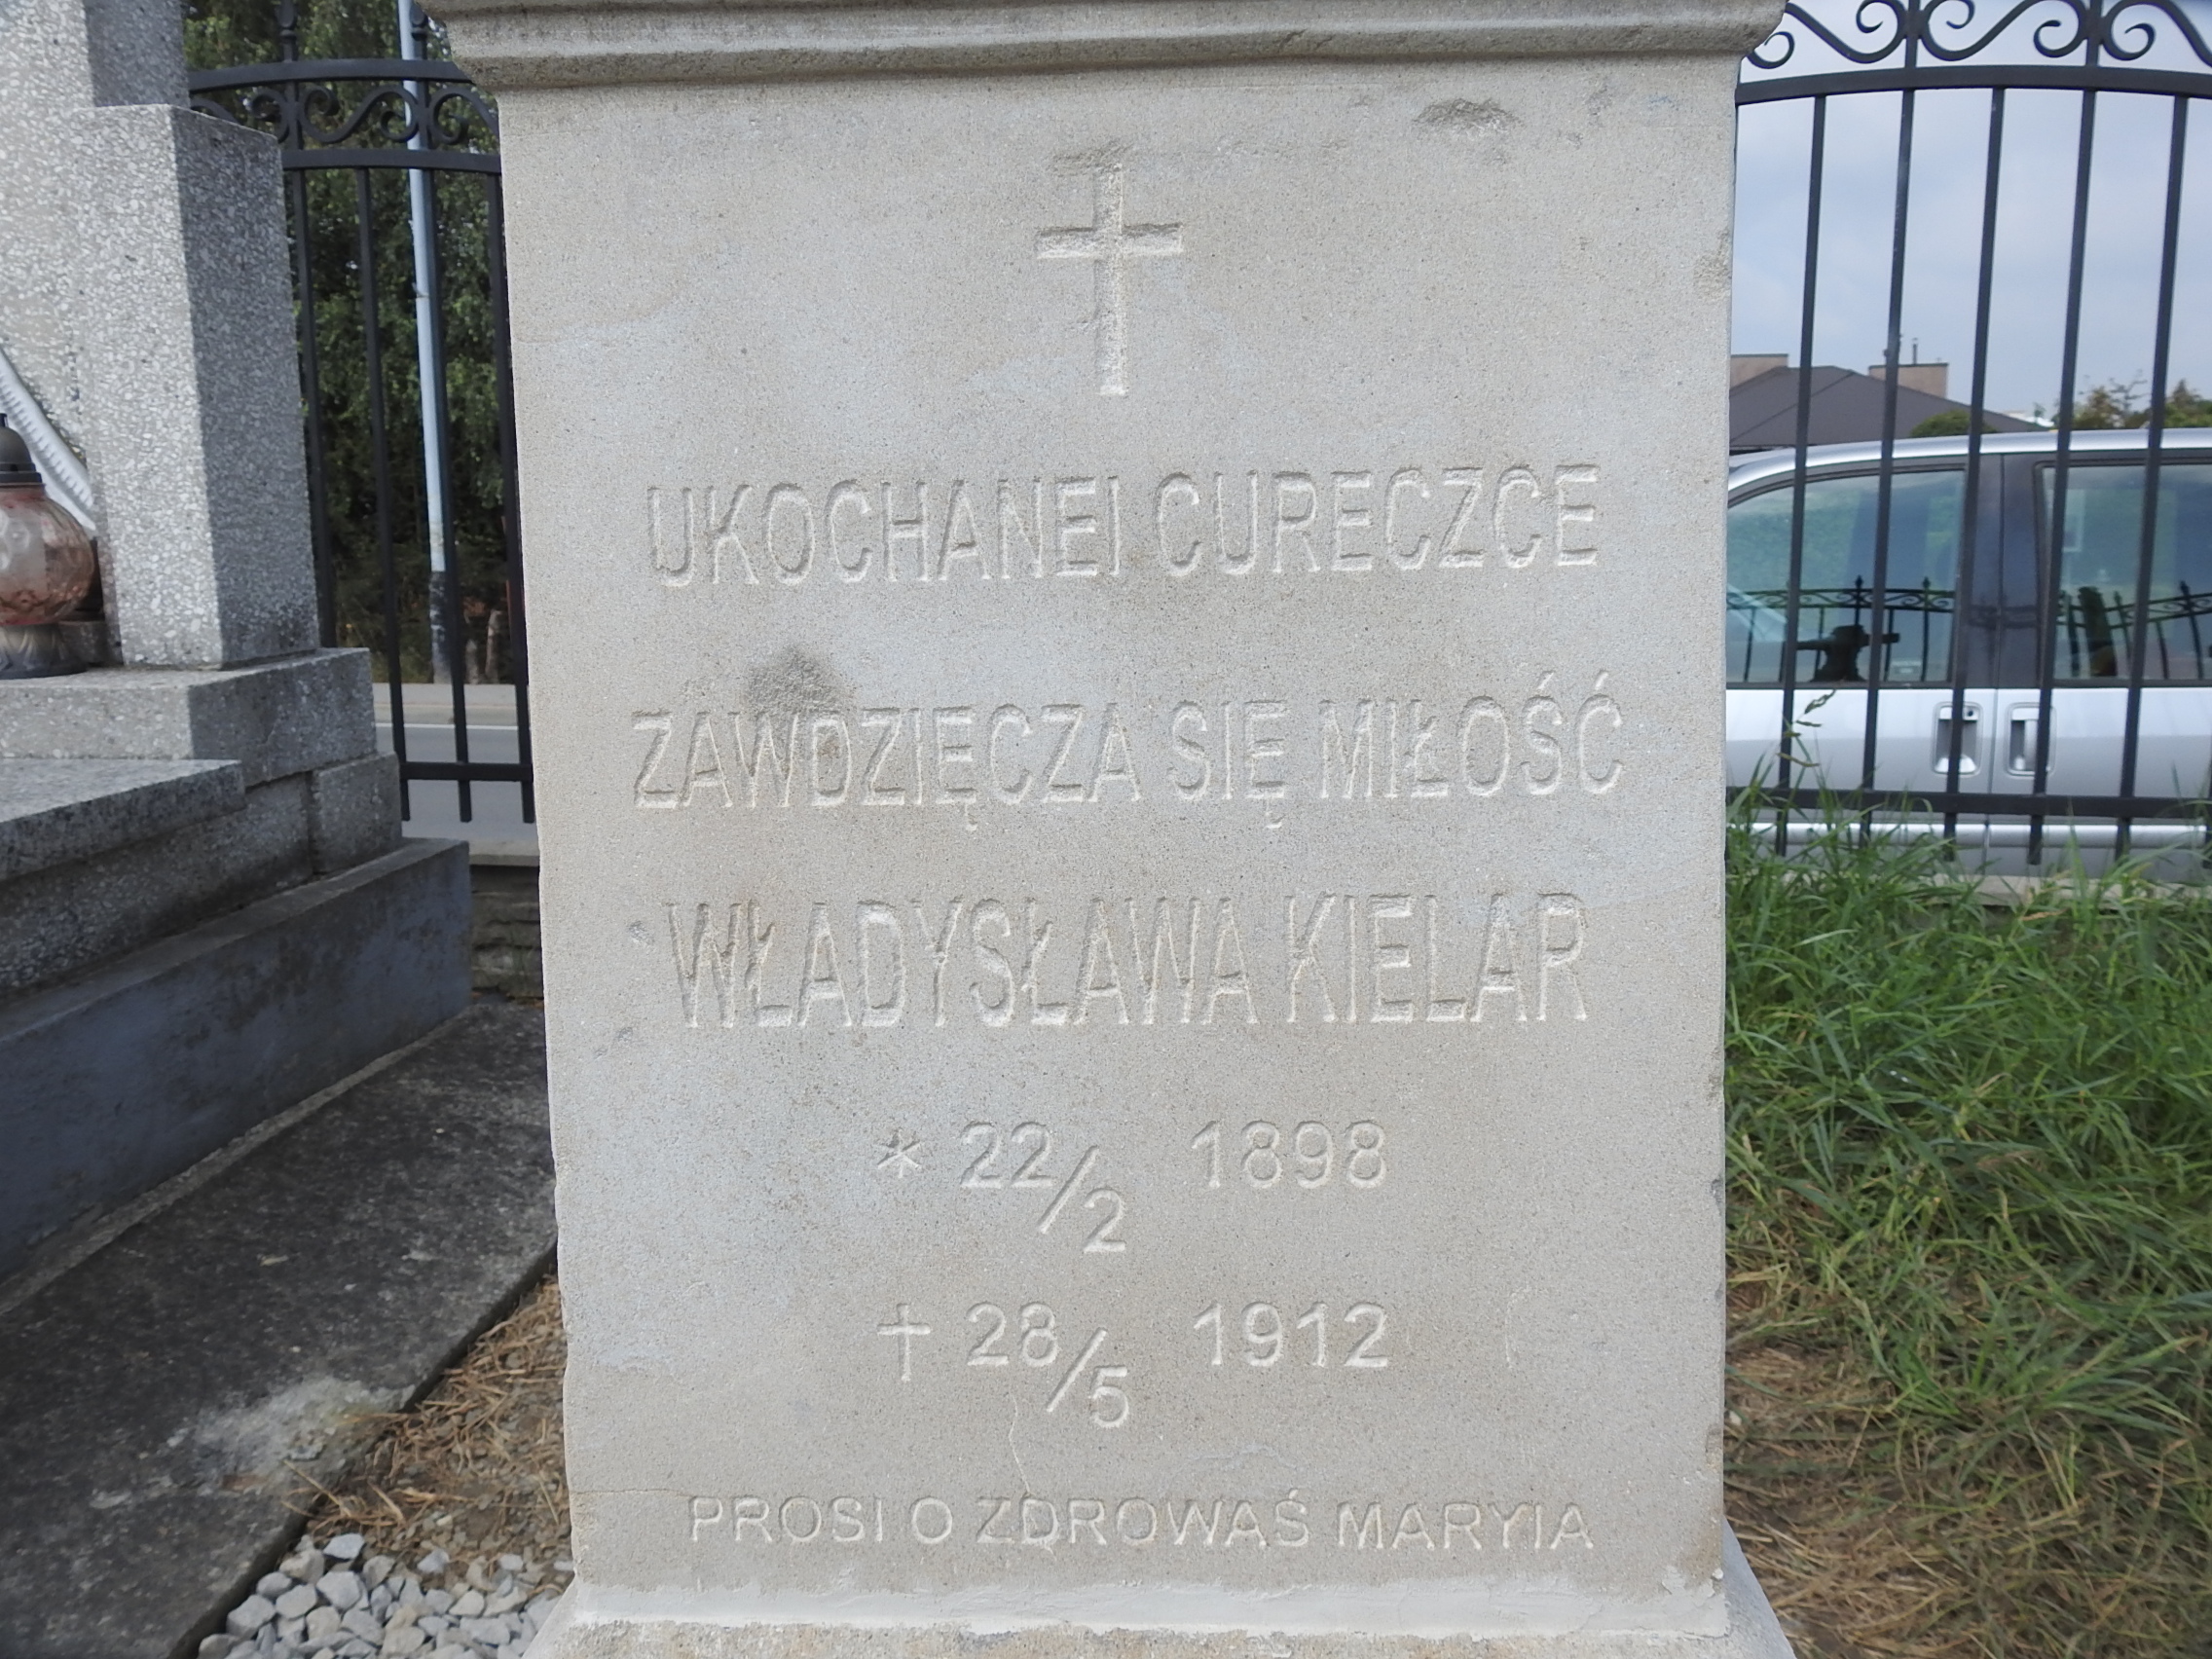 UKOCHANEI CURECZCE
ZAWDZIĘCZA SIĘ MIŁOŚĆ
WŁADYSŁAWA KIELAR
* 22/2 1898
† 28/5 1912
PROSI O ZDROWAŚ MARYIA